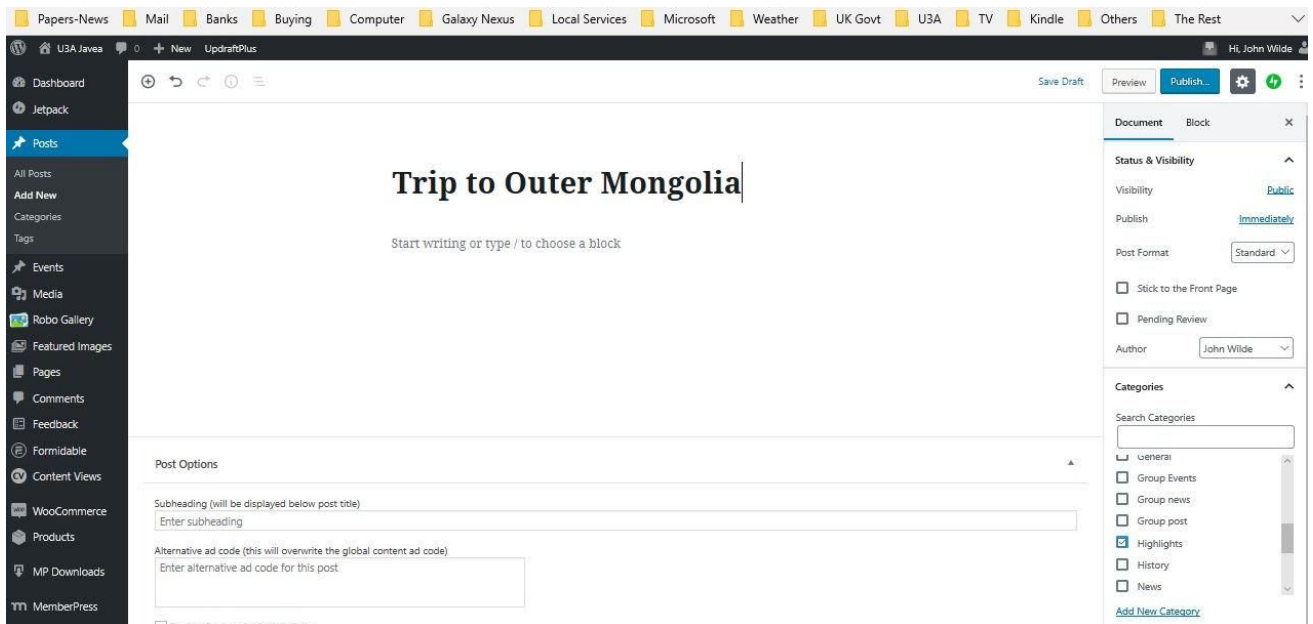 Papers-News Mail Banks Buying Computer Galaxy Nexus Local Services Microsoft Weather UK Govt U3A TV Kindle Others The Rest
U3A Javea 0 + New UpdraftPlus Hi, John Wilde
Dashboard
Jetpack
Posts
All Posts
Add New
Categories
Tags
Events
Media
Robo Gallery
Featured Images
Pages
Comments
Feedback
Formidable
Content Views
WooCommerce
Products
MP Downloads
MemberPress
Save Draft Preview Publish...
Trip to Outer Mongolia
Start writing or type / to choose a block
Post Options
Subheading (will be displayed below post title)
Enter subheading
Alternative ad code (this will overwrite the global content ad code)
Enter alternative ad code for this post
Document Block
Status & Visibility
Visibility Public
Publish Immediately
Post Format Standard
Stick to the Front Page
Pending Review
Author John Wilde
Categories
Search Categories
General
Group Events
Group news
Group post
Highlights
History
News
Add New Category